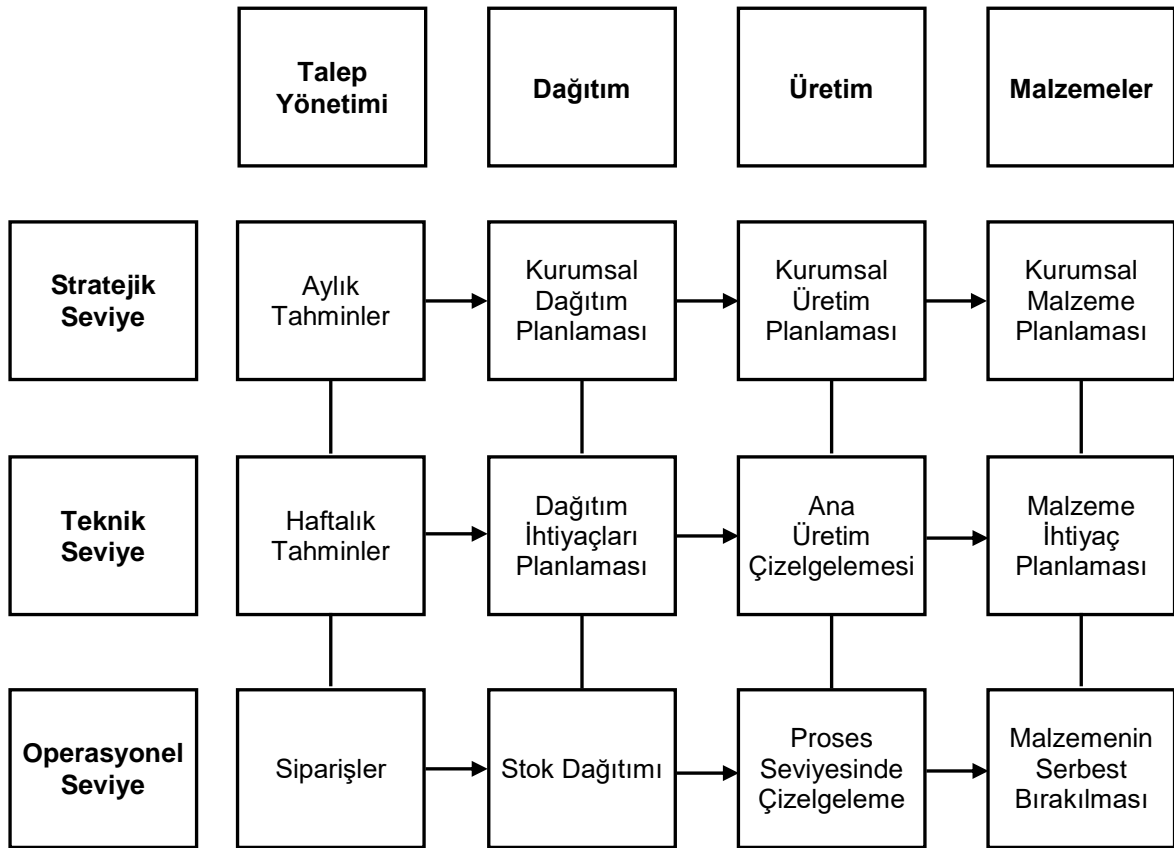 Talep
Yönetimi
Dağıtım
Üretim
Malzemeler
Stratejik
Seviye
Aylık
Tahminler
Kurumsal
Dağıtım
Planlaması
Kurumsal
Üretim
Planlaması
Kurumsal
Malzeme
Planlaması
Teknik
Seviye
Haftalık
Tahminler
Dağıtım
İhtiyaçları
Planlaması
Ana
Üretim
Çizelgelemesi
Malzeme
İhtiyaç
Planlaması
Operasyonel
Seviye
Siparişler
Stok Dağıtımı
Proses
Seviyesinde
Çizelgeleme
Malzemenin
Serbest
Bırakılması